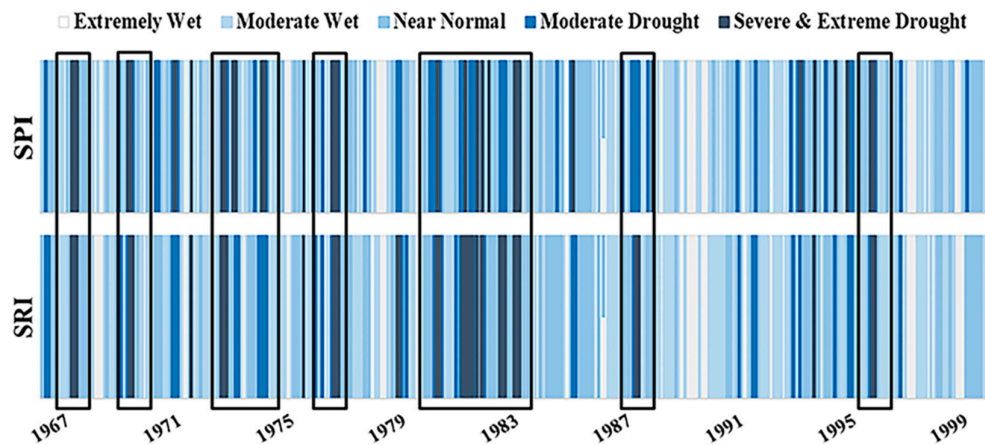 Extremely Wet Moderate Wet Near Normal Moderate Drought Severe & Extreme Drought
SPI
SRI
1967 1971 1975 1979 1983 1987 1991 1995 1999